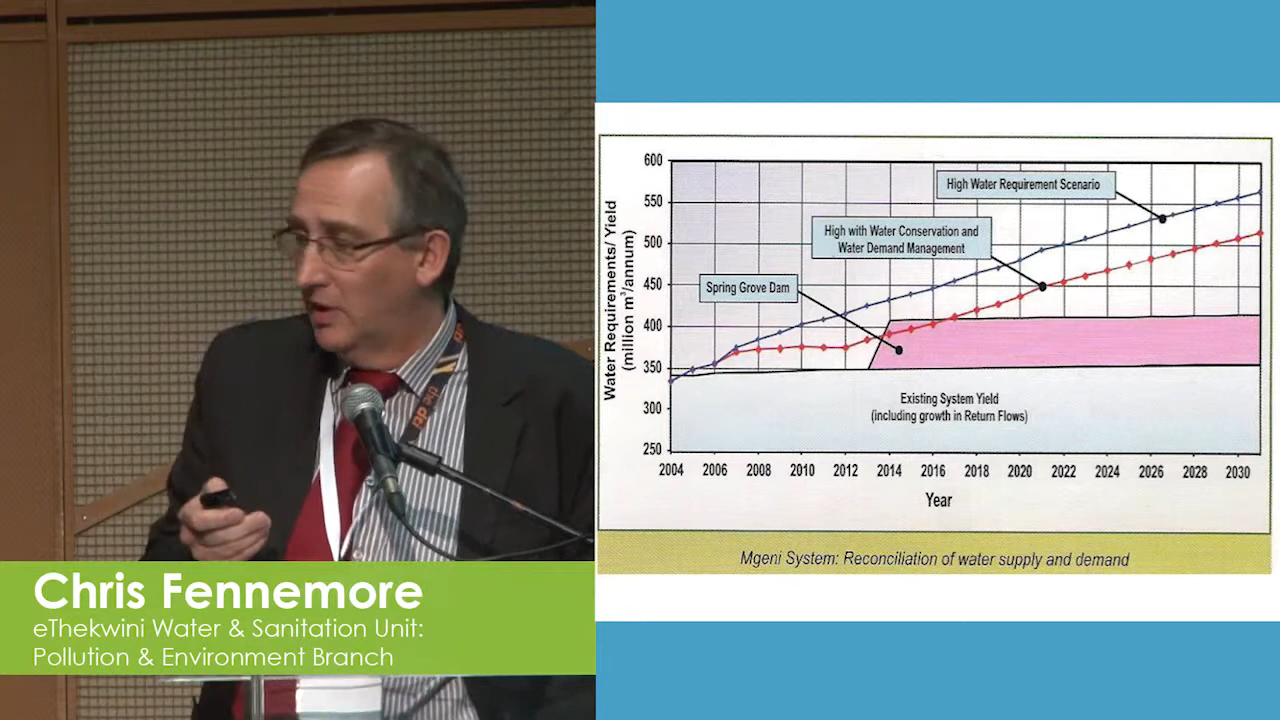 Chris Fennemore
eThekwini Water & Sanitation Unit:
Pollution & Environment Branch
Water Requirements/ Yield
(million m³/annum)
600
550
500
450
400
350
300
250
High Water Requirement Scenario
High with Water Conservation and
Water Demand Management
Spring Grove Dam
Existing System Yield
(including growth in Return Flows)
2004 2006 2008 2010 2012 2014 2016 2018 2020 2022 2024 2026 2028 2030
Year
Mgeni System: Reconciliation of water supply and demand